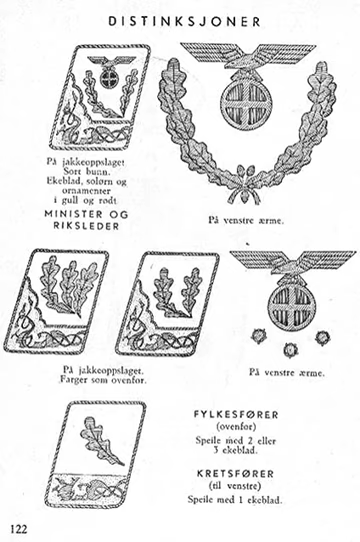 DISTINKSJONER
På jakkeoppslaget
Sort bunn.
Ekeblad, solørn og
ornamenter
i gull og rødt
MINISTER OG
RIKSLEDER
På venstre ærme.
På jakkeoppslaget.
Farger som ovenfor.
På venstre ærme.
FYLKESFØRER
(ovenfor)
Speile med 2 eller
3 ekeblad.
KRETSFØRER
(til venstre)
Speile med 1 ekeblad.
122